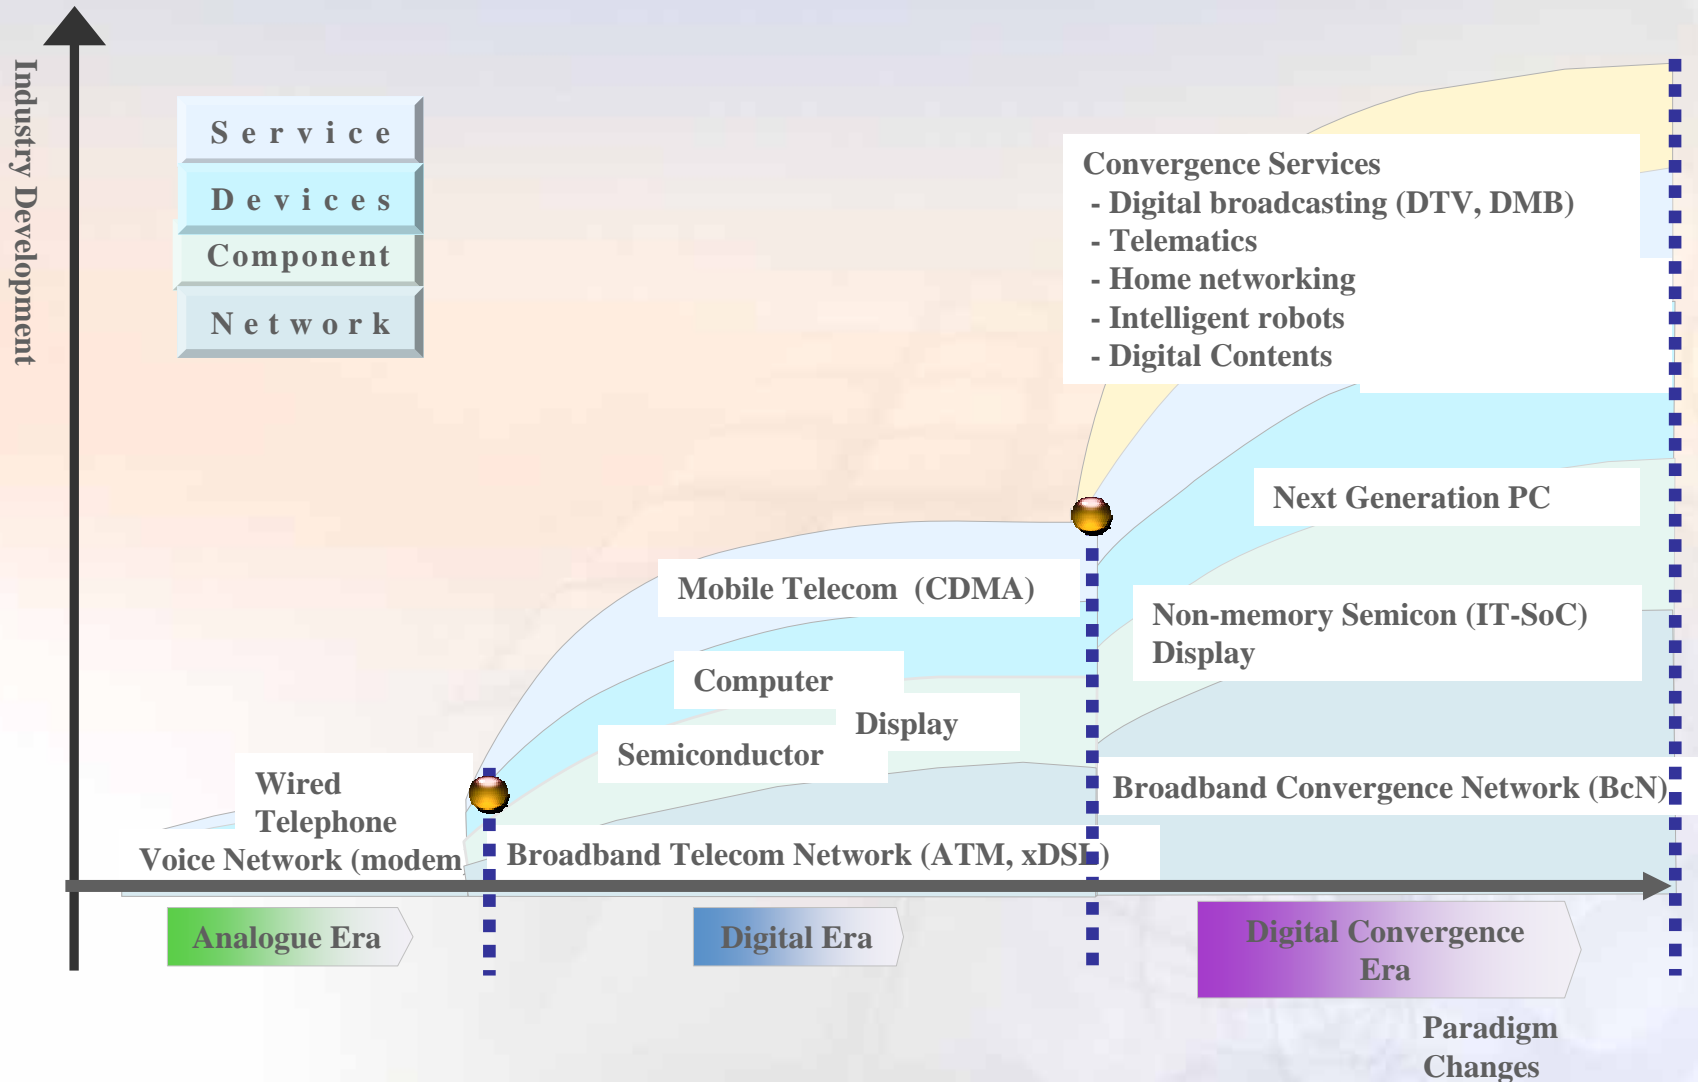 Industry Development
Service
Devices
Component
Network
Convergence Services
- Digital broadcasting (DTV, DMB)
- Telematics
- Home networking
- Intelligent robots
- Digital Contents
Next Generation PC
Mobile Telecom (CDMA)
Non-memory Semicon (IT-SoC)
Display
Computer
Display
Semiconductor
Wired
Telephone
Broadband Convergence Network (BcN)
Voice Network (modem
Broadband Telecom Network (ATM, xDSL)
Analogue Era
Digital Era
Digital Convergence
Era
Paradigm
Changes